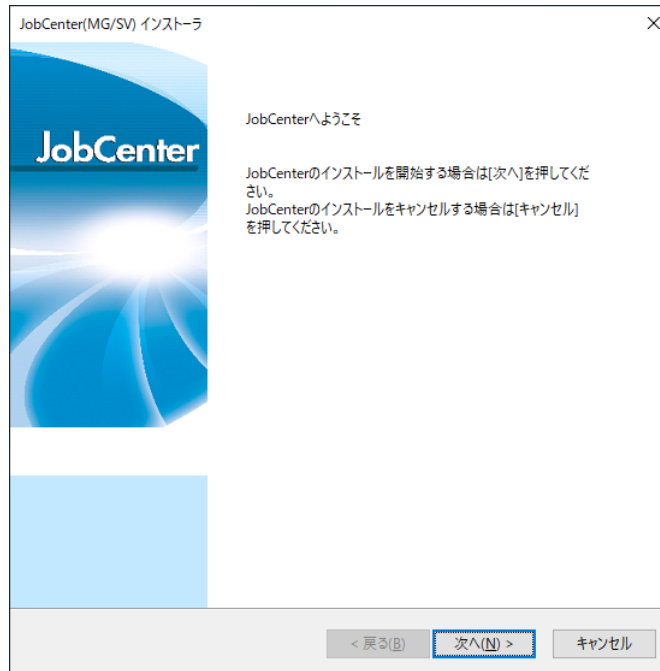 JobCenter(MG/SV) インストーラ
JobCenter
JobCenterへようこそ
JobCenterのインストールを開始する場合は[次へ]を押してくだ
さい。
JobCenterのインストールをキャンセルする場合は[キャンセル]
を押してください。
< 戻る(B)
次へ(N) >
キャンセル